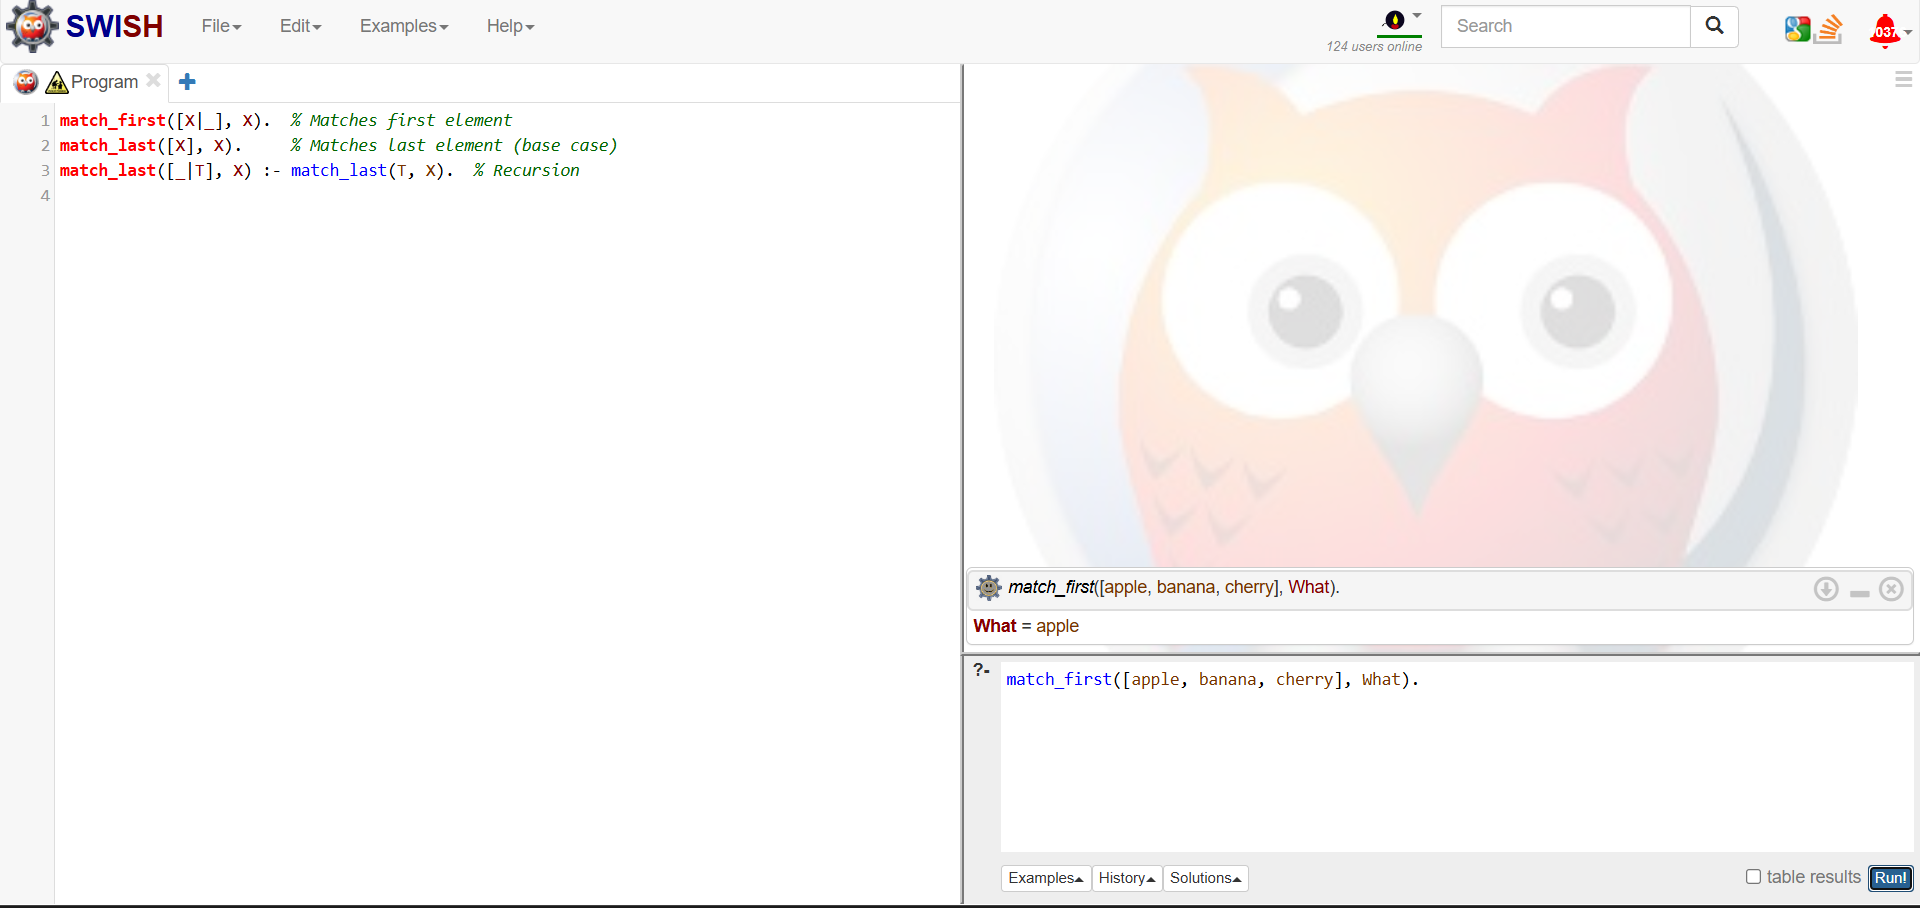 SWISH File Edit Examples Help
124 users online
Search
037
Program
1 match_first([X|_], X).  % Matches first element
2 match_last([X], X).     % Matches last element (base case)
3 match_last([_|T], X) :- match_last(T, X).  % Recursion
4
match_first([apple, banana, cherry], What).
What = apple
?- match_first([apple, banana, cherry], What).
Examples History Solutions table results Run!